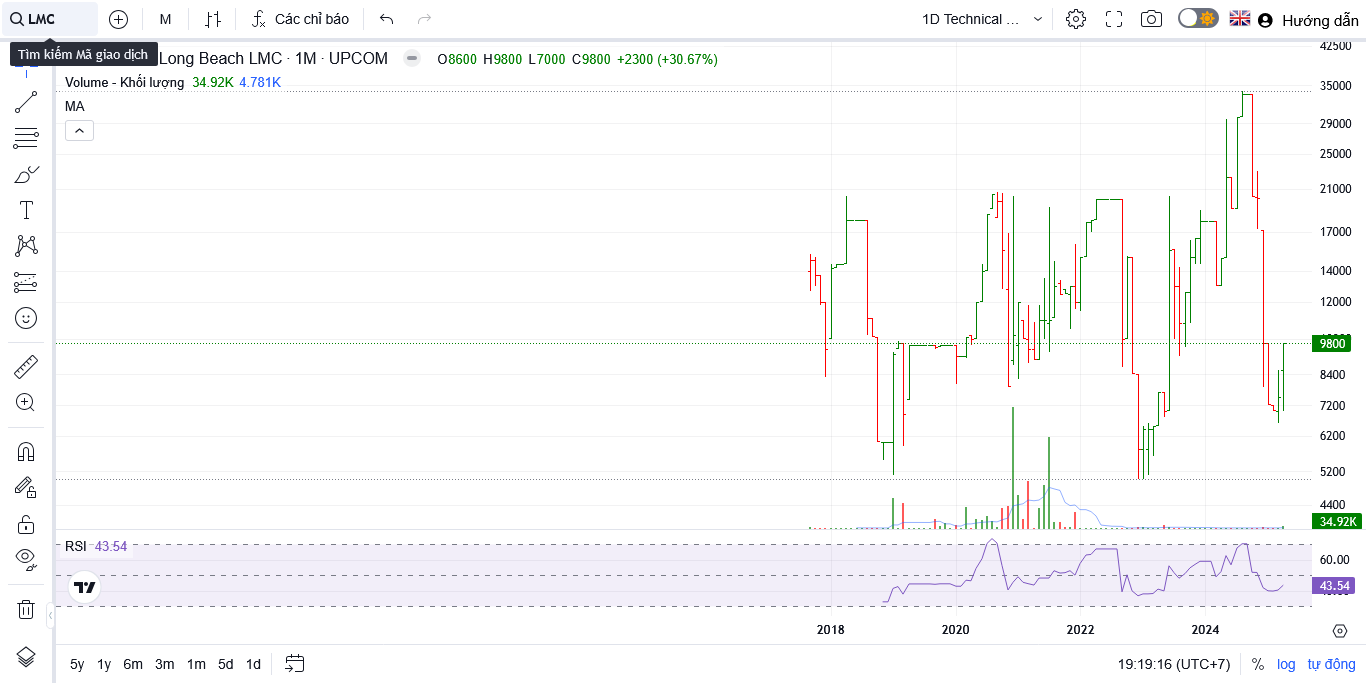 LMC
M
Các chỉ báo
1D Technical ...
Hướng dẫn
Tìm kiếm Mã giao dịch
Long Beach LMC · 1M · UPCOM
O8600 H9800 L7000 C9800 +2300 (+30.67%)
Volume - Khối lượng 34.92K 4.781K
MA
42500
35000
29000
25000
21000
17000
14000
12000
9800
8400
7200
6200
5200
4400
34.92K
RSI 43.54
60.00
43.54
2018 2020 2022 2024
5y 1y 6m 3m 1m 5d 1d
19:19:16 (UTC+7) % log tự động